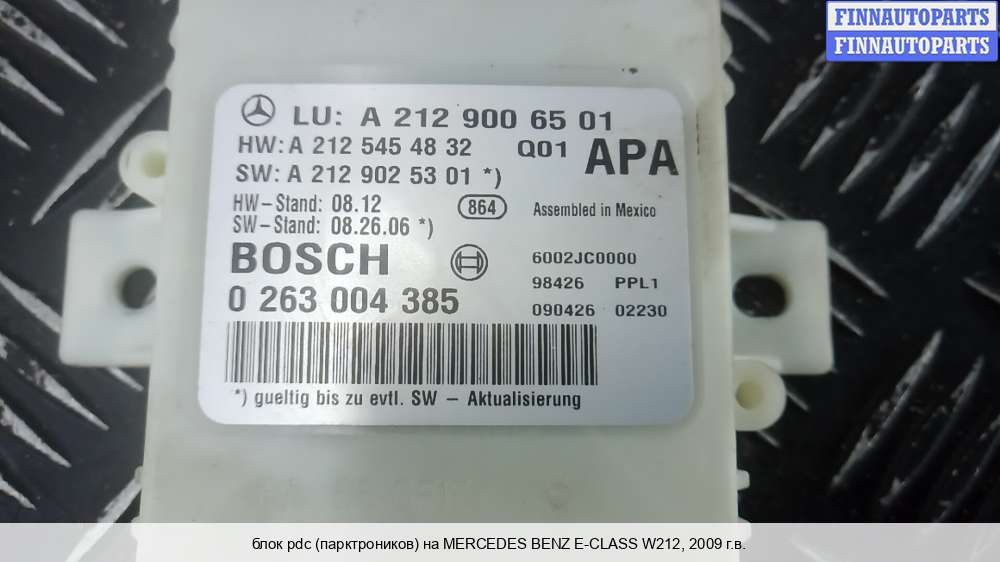 FINNAUTOPARTS
FINNAUTOPARTS
LU: A 212 900 65 01
HW: A 212 545 48 32 Q01 APA
SW: A 212 902 53 01 *)
HW-Stand: 08.12 864 Assembled in Mexico
SW-Stand: 08.26.06 *)
BOSCH 6002JC0000
98426 PPL1
0 263 004 385 090426 02230
*) gueltig bis zu evtl. SW - Aktualisierung
блок pdc (парктроников) на MERCEDES BENZ E-CLASS W212, 2009 г.в.